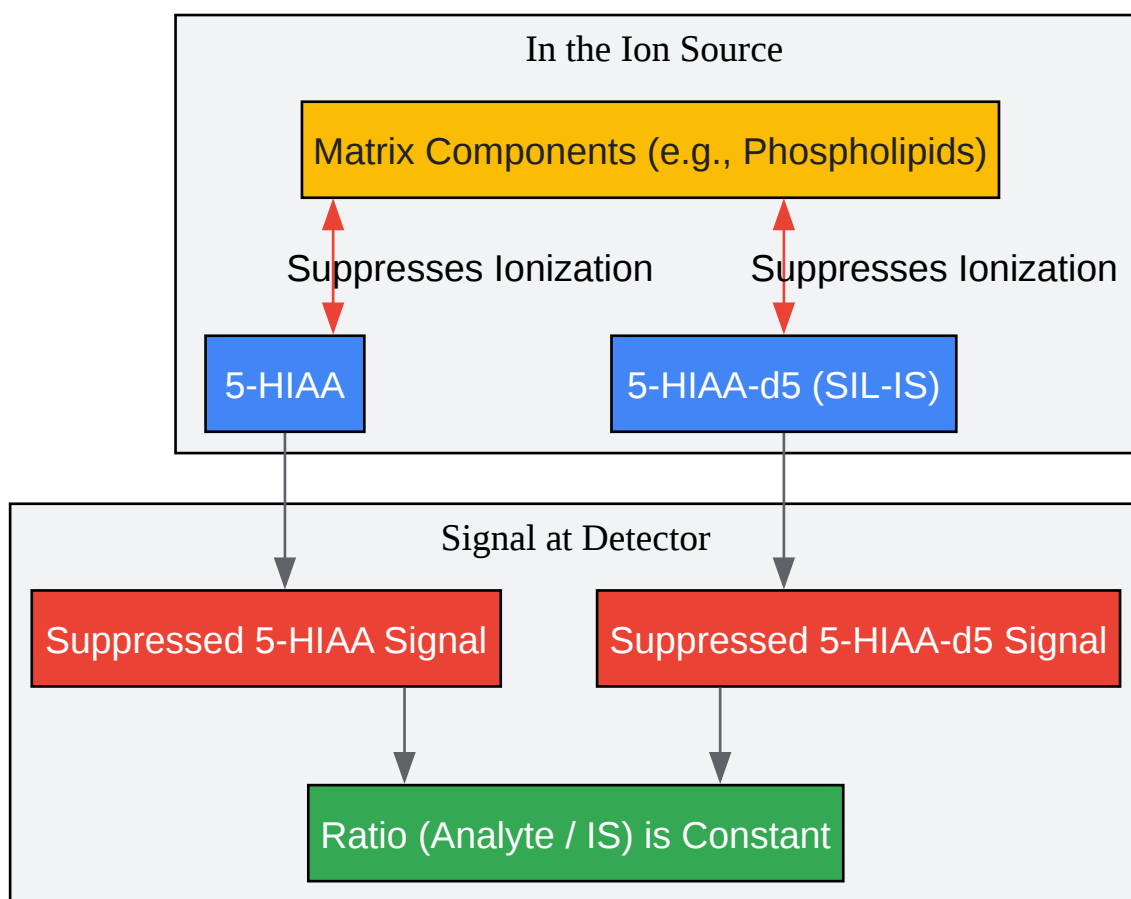 In the Ion Source
Matrix Components (e.g., Phospholipids)
Suppresses Ionization
Suppresses Ionization
5-HIAA
5-HIAA-d5 (SIL-IS)
Signal at Detector
Suppressed 5-HIAA Signal
Suppressed 5-HIAA-d5 Signal
Ratio (Analyte / IS) is Constant